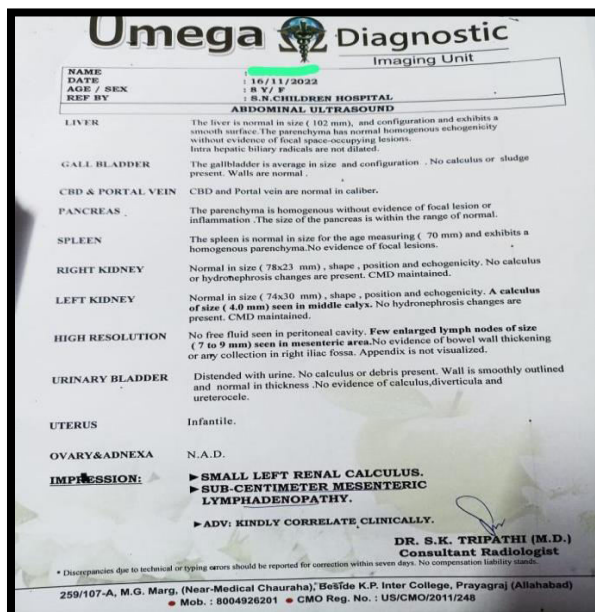 Omega Diagnostic
Imaging Unit
NAME :
DATE : 16/11/2022
AGE / SEX : 8 Y/ F
REF BY : S.N.CHILDREN HOSPITAL
ABDOMINAL ULTRASOUND
LIVER The liver is normal in size ( 102 mm), and configuration and exhibits a
smooth surface.The parenchyma has normal homogenous echogenicity
without evidence of focal space-occupying lesions.
Intra hepatic biliary radicals are not dilated.
GALL BLADDER The gallbladder is average in size and configuration . No calculus or sludge
present. Walls are normal .
CBD & PORTAL VEIN CBD and Portal vein are normal in caliber.
PANCREAS The parenchyma is homogenous without evidence of focal lesion or
inflammation .The size of the pancreas is within the range of normal.
SPLEEN The spleen is normal in size for the age measuring ( 70 mm) and exhibits a
homogenous parenchyma.No evidence of focal lesions.
RIGHT KIDNEY Normal in size ( 78x23 mm) , shape , position and echogenicity. No calculus
or hydronephrosis changes are present. CMD maintained.
LEFT KIDNEY Normal in size ( 74x30 mm) , shape , position and echogenicity. A calculus
of size ( 4.0 mm) seen in middle calyx. No hydronephrosis changes are
present. CMD maintained.
HIGH RESOLUTION No free fluid seen in peritoneal cavity. Few enlarged lymph nodes of size
( 7 to 9 mm) seen in mesenteric area.No evidence of bowel wall thickening
or any collection in right iliac fossa. Appendix is not visualized.
URINARY BLADDER Distended with urine. No calculus or debris present. Wall is smoothly outlined
and normal in thickness .No evidence of calculus,diverticula and
ureterocele.
UTERUS Infantile.
OVARY&ADNEXA N.A.D.
IMPRESSION: ➤ SMALL LEFT RENAL CALCULUS.
➤ SUB-CENTIMETER MESENTERIC
LYMPHADENOPATHY.
➤ ADV: KINDLY CORRELATE CLINICALLY.
DR. S.K. TRIPATHI (M.D.)
Consultant Radiologist
* Discrepancies due to technical or typing errors should be reported for correction within seven days. No compensation liability stands.
259/107-A, M.G. Marg, (Near-Medical Chauraha), Beside K.P. Inter College, Prayagraj (Allahabad)
● Mob. : 8004926201 ● CMO Reg. No. : US/CMO/2011/248